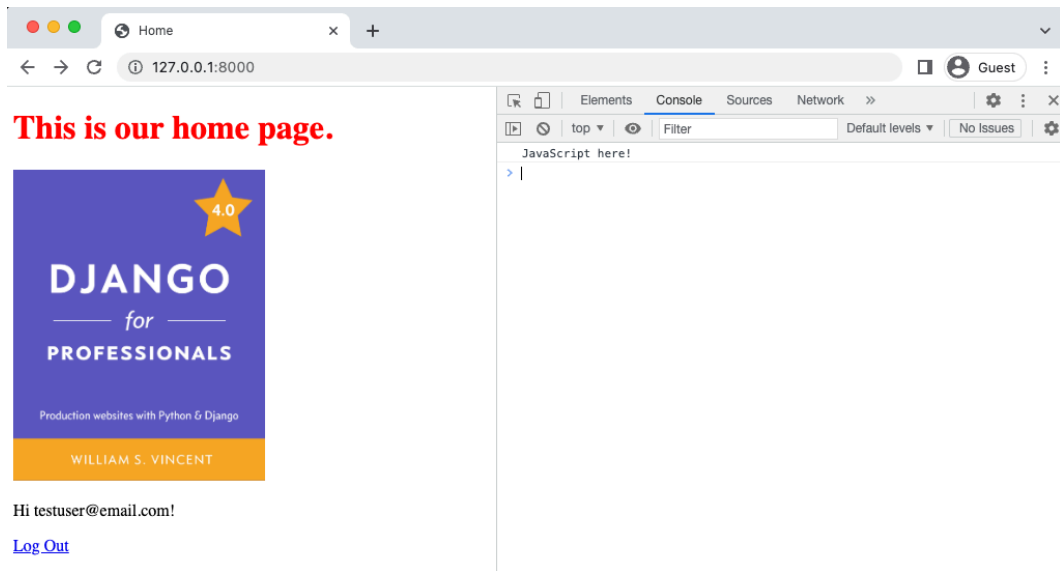 Home
127.0.0.1:8000
Guest
Elements Console Sources Network
top
Filter
Default levels
No Issues
JavaScript here!
This is our home page.
4.0
DJANGO
for
PROFESSIONALS
Production websites with Python & Django
WILLIAM S. VINCENT
Hi testuser@email.com!
Log Out